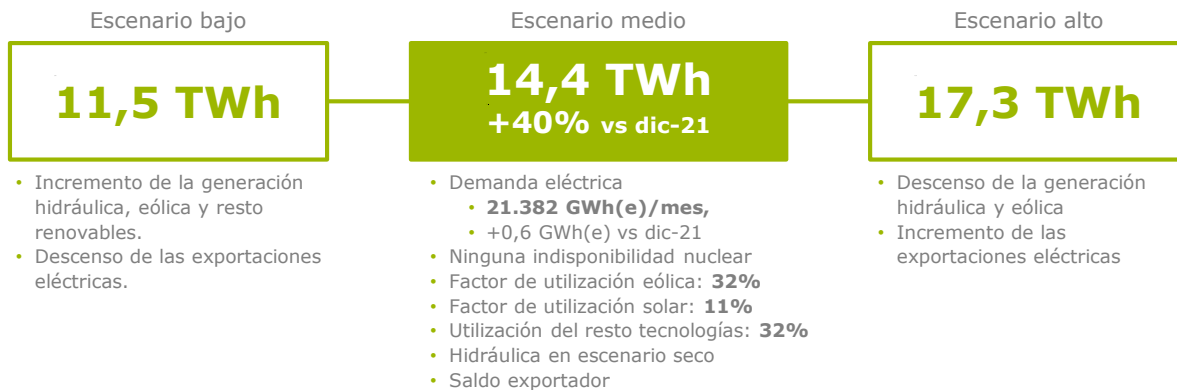 Escenario bajo
11,5 TWh
• Incremento de la generación
hidráulica, eólica y resto
renovables.
• Descenso de las exportaciones
eléctricas.
Escenario medio
14,4 TWh
+40% vs dic-21
• Demanda eléctrica
• 21.382 GWh(e)/mes,
• +0,6 GWh(e) vs dic-21
• Ninguna indisponibilidad nuclear
• Factor de utilización eólica: 32%
• Factor de utilización solar: 11%
• Utilización del resto tecnologías: 32%
• Hidráulica en escenario seco
• Saldo exportador
Escenario alto
17,3 TWh
• Descenso de la generación
hidráulica y eólica
• Incremento de las
exportaciones eléctricas